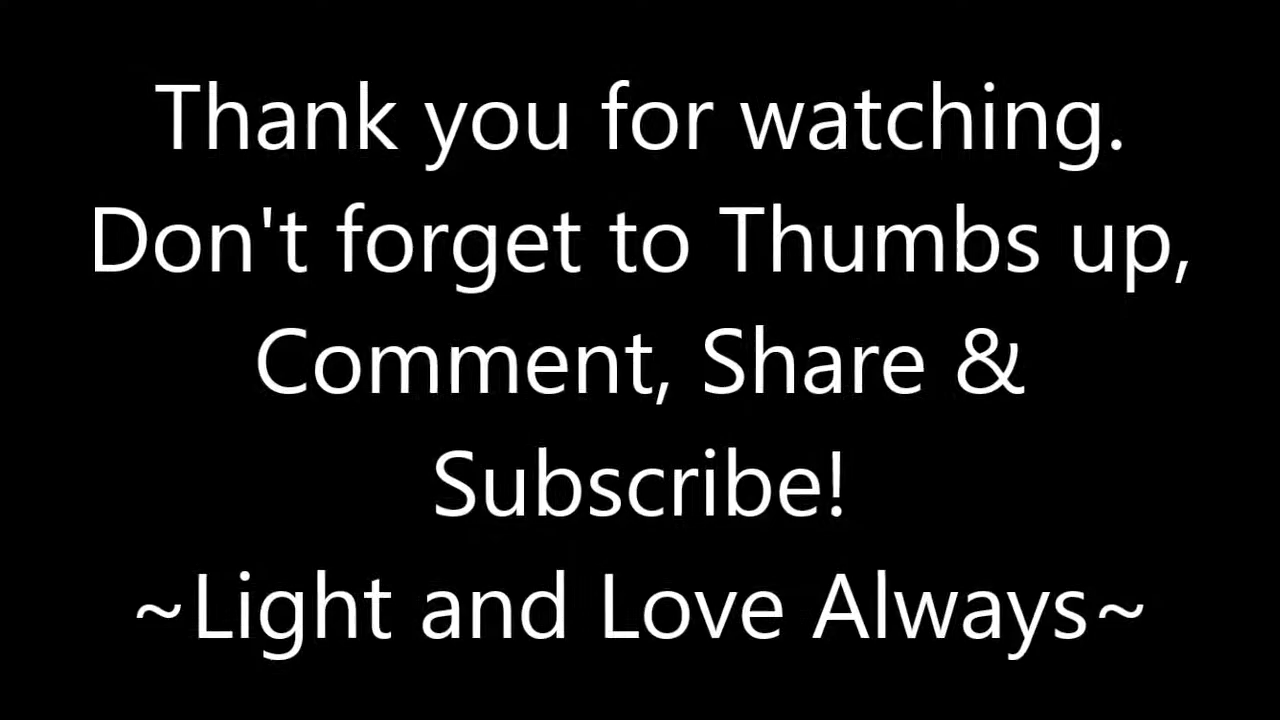 Thank you for watching.
Don't forget to Thumbs up,
Comment, Share &
Subscribe!
~Light and Love Always~